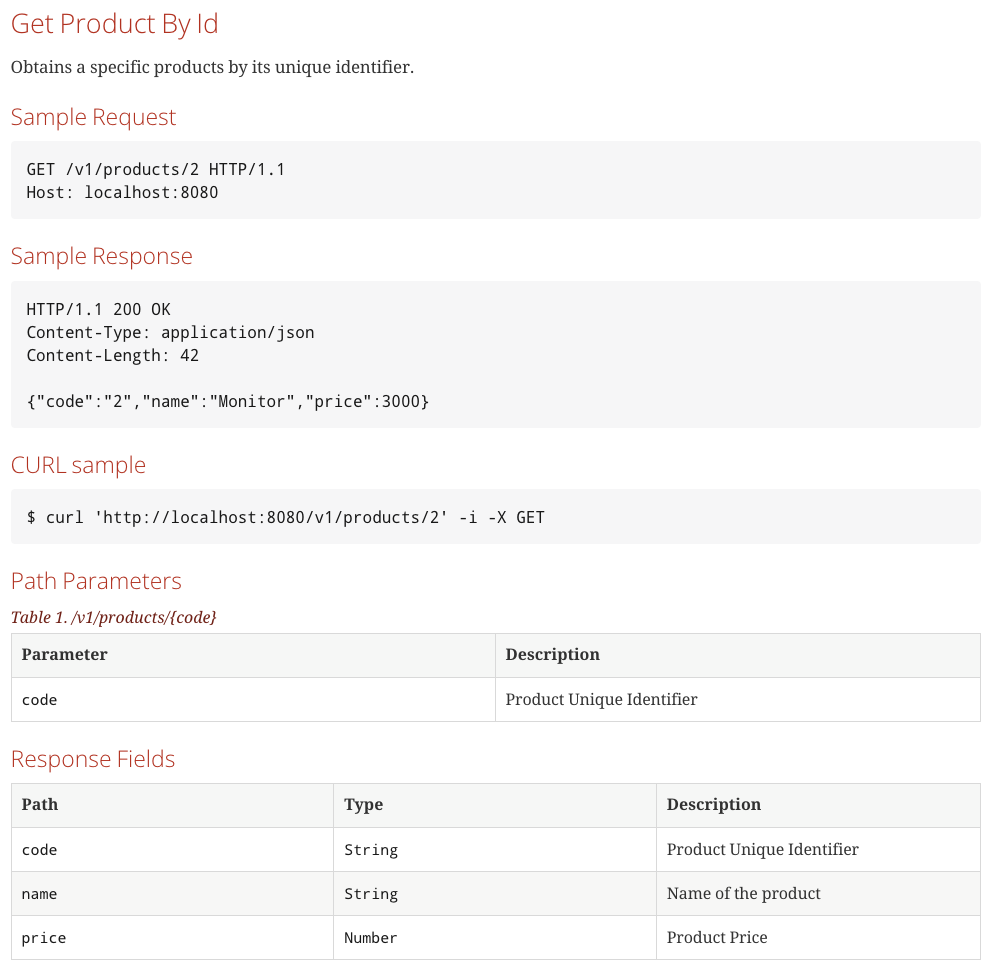 Get Product By Id
Obtains a specific products by its unique identifier.
Sample Request
GET /v1/products/2 HTTP/1.1
Host: localhost:8080
Sample Response
HTTP/1.1 200 OK
Content-Type: application/json
Content-Length: 42
{"code":"2","name":"Monitor","price":3000}
CURL sample
$ curl 'http://localhost:8080/v1/products/2' -i -X GET
Path Parameters
Table 1. /v1/products/{code}
Parameter Description
code Product Unique Identifier
Response Fields
Path Type Description
code String Product Unique Identifier
name String Name of the product
price Number Product Price